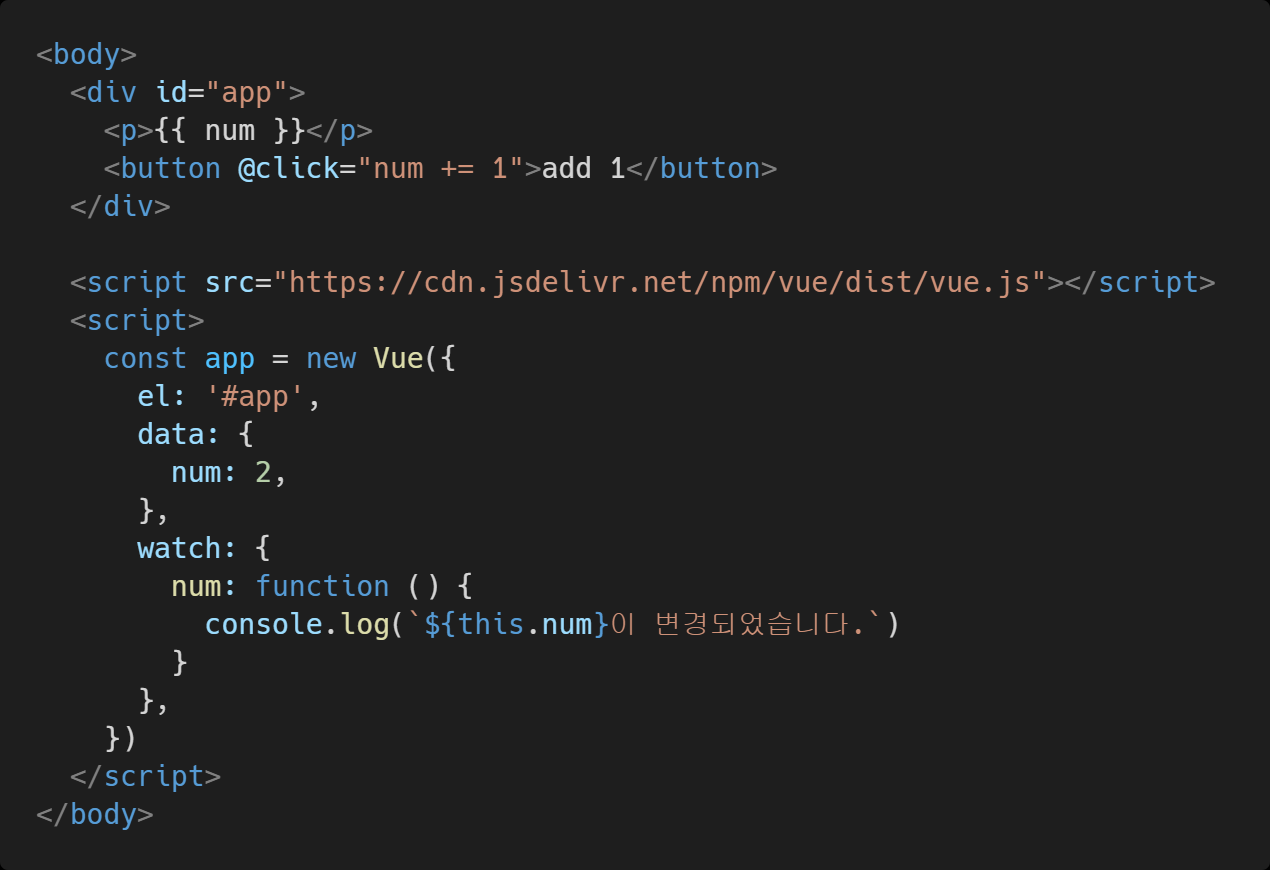 <body>
  <div id="app">
    <p>{{ num }}</p>
    <button @click="num += 1">add 1</button>
  </div>

  <script src="https://cdn.jsdelivr.net/npm/vue/dist/vue.js"></script>
  <script>
    const app = new Vue({
      el: '#app',
      data: {
        num: 2,
      },
      watch: {
        num: function () {
          console.log(`${this.num}이 변경되었습니다.`)
        }
      },
    })
  </script>
</body>